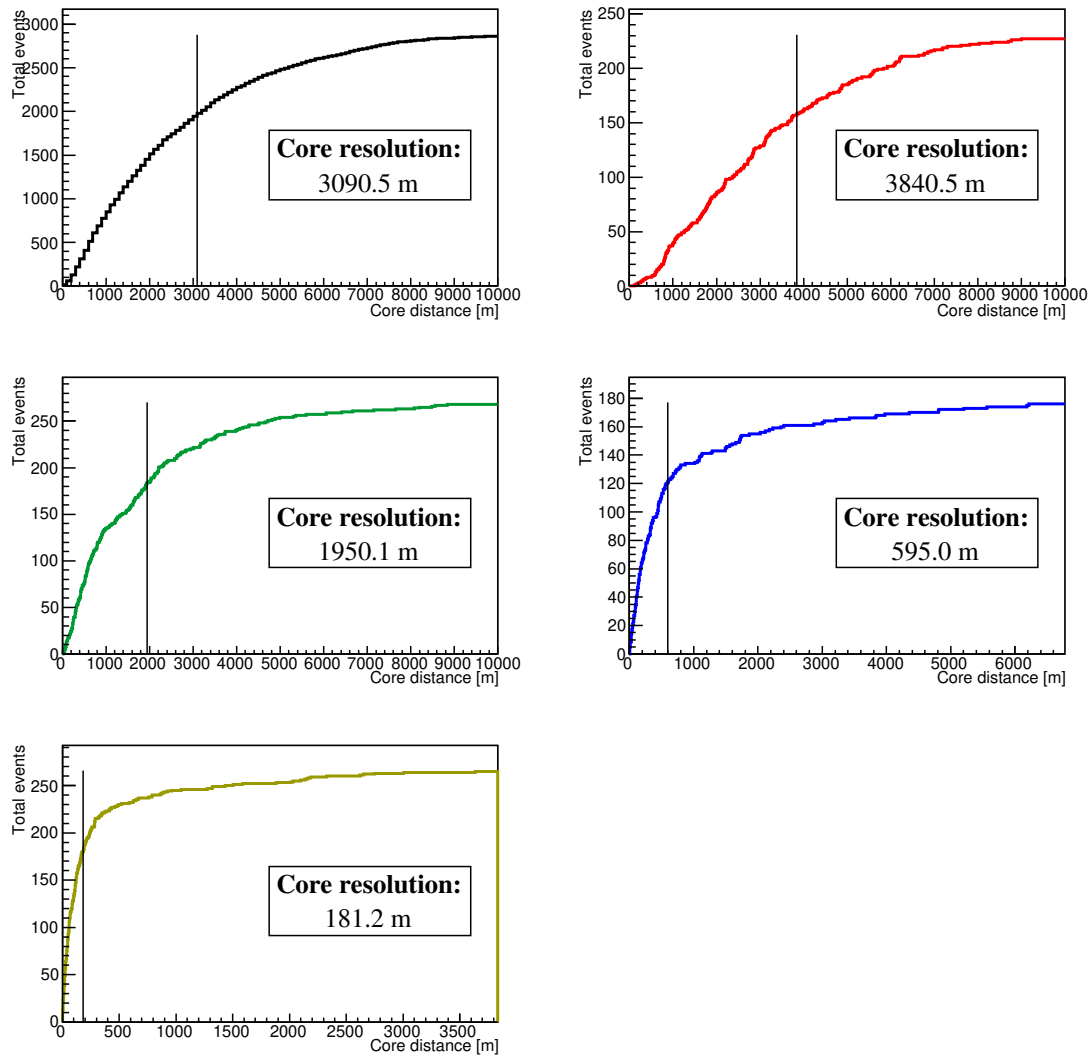 Total events
3000
2500
2000
1500
1000
500
0
Core resolution:
3090.5 m
0 1000 2000 3000 4000 5000 6000 7000 8000 9000 10000
Core distance [m]
Total events
250
200
150
100
50
0
Core resolution:
3840.5 m
0 1000 2000 3000 4000 5000 6000 7000 8000 9000 10000
Core distance [m]
Total events
250
200
150
100
50
0
Core resolution:
1950.1 m
0 1000 2000 3000 4000 5000 6000 7000 8000 9000 10000
Core distance [m]
Total events
180
160
140
120
100
80
60
40
20
0
Core resolution:
595.0 m
0 1000 2000 3000 4000 5000 6000
Core distance [m]
Total events
250
200
150
100
50
0
Core resolution:
181.2 m
0 500 1000 1500 2000 2500 3000 3500
Core distance [m]